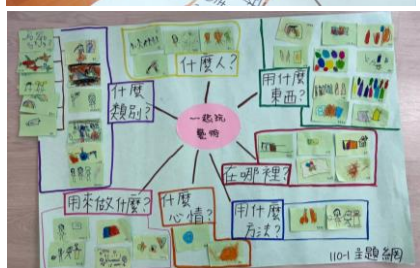 什麼人?
用什麼
東西?
什麼
類別?
一起玩
藝術
在哪裡?
用來做什麼?
什麼
心情?
用什麼
方法?
110-1 主題網